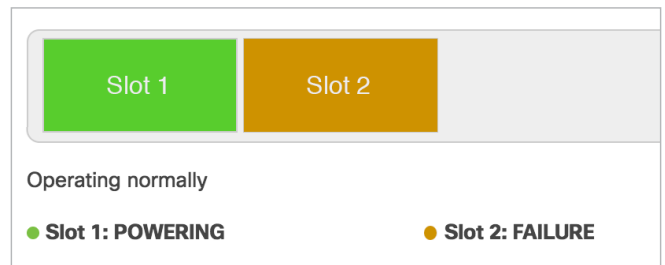 Slot 1 Slot 2
Operating normally
Slot 1: POWERING Slot 2: FAILURE